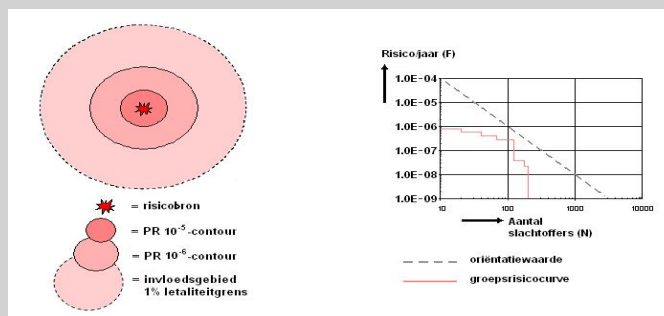 = risicobron
= PR 10⁻⁵-contour
= PR 10⁻⁶-contour
= invloedsgebied
1% letaliteitgrens
Risico/jaar (F)
1.0E-04
1.0E-05
1.0E-06
1.0E-07
1.0E-08
1.0E-09
10 100 1000 10000
Aantal
slachtoffers (N)
oriëntatiewaarde
groepsrisicocurve